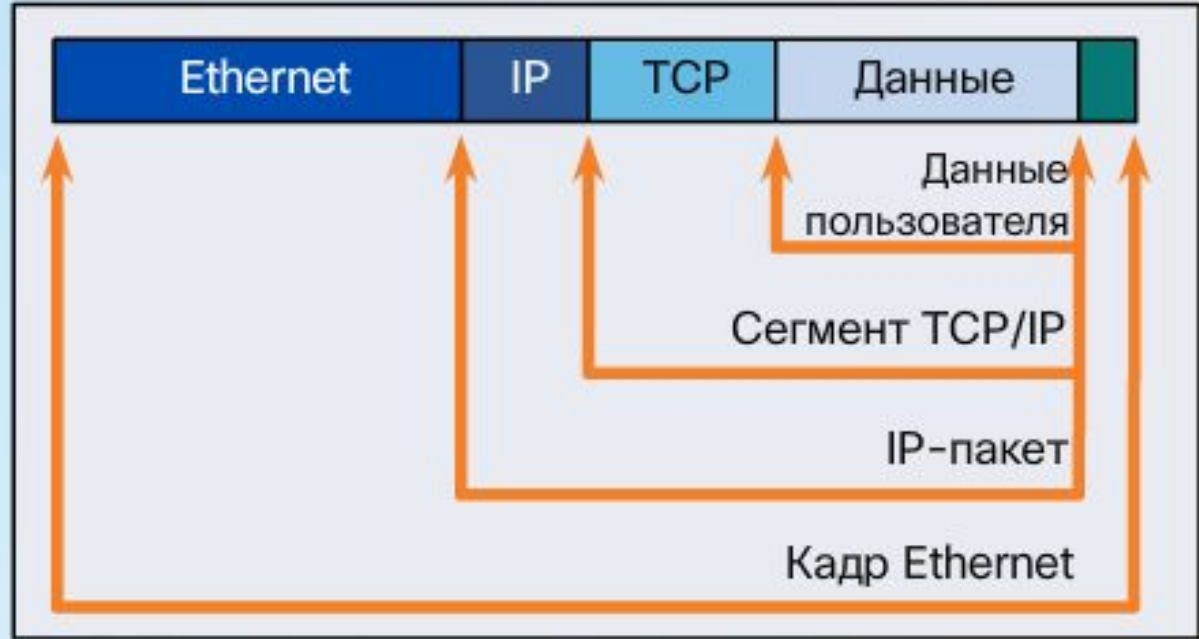 Ethernet IP TCP Данные
Данные
пользователя
Сегмент TCP/IP
IP-пакет
Кадр Ethernet